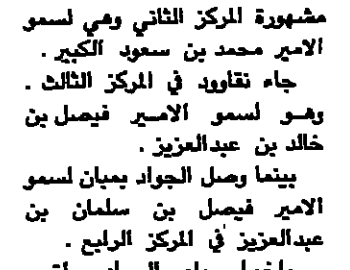 مشهورة المركز الثاني وهي لسمو
الامير محمد بن سعود الكبير .
جاء نقاوود في المركز الثالث .
وهو لسمو الامير فيصل بن
خالد بن عبدالعزيز .
بينما وصل الجواد بمبان لسمو
الامير فيصل بن سلمان بن
عبدالعزيز في المركز الرابع .